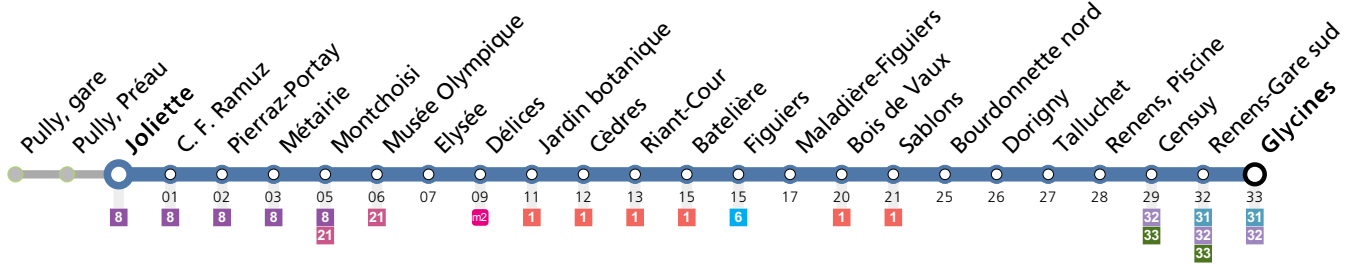 Pully, gare
Pully, Préau
Joliette
C. F. Ramuz
Pierraz-Portay
Métairie
Montchoisi
Musée Olympique
Elysée
Délices
Jardin botanique
Cèdres
Riant-Cour
Batelière
Figuiers
Maladière-Figuiers
Bois de Vaux
Sablons
Bourdonnette nord
Dorigny
Talluchet
Renens, Piscine
Censuy
Renens-Gare sud
Glycines
01 02 03 05 06 07 09 11 12 13 15 15 17 20 21 25 26 27 28 29 32 33
8 8 8 8 8 21 m2 1 1 1 1 6 1 1 32 31 31
21 33 32 32
33